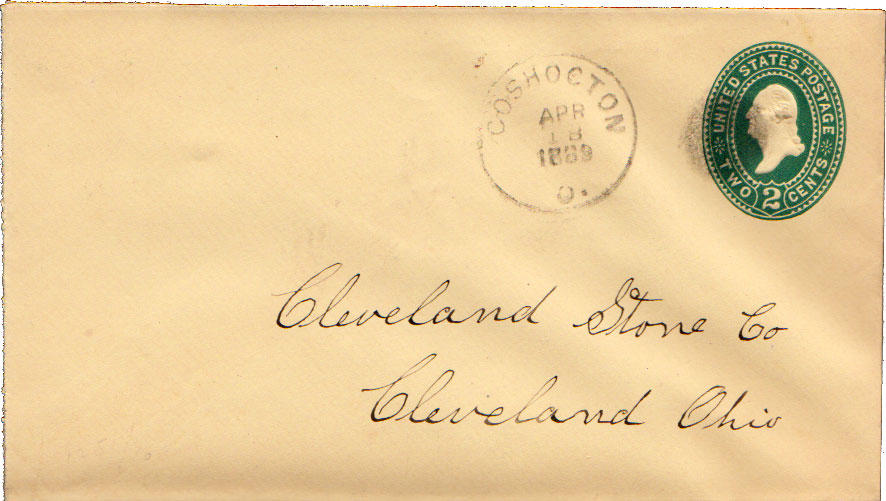 COSHOCTON
APR
18
1889
O.
UNITED STATES POSTAGE
TWO 2 CENTS
Cleveland Stone Co
Cleveland Ohio